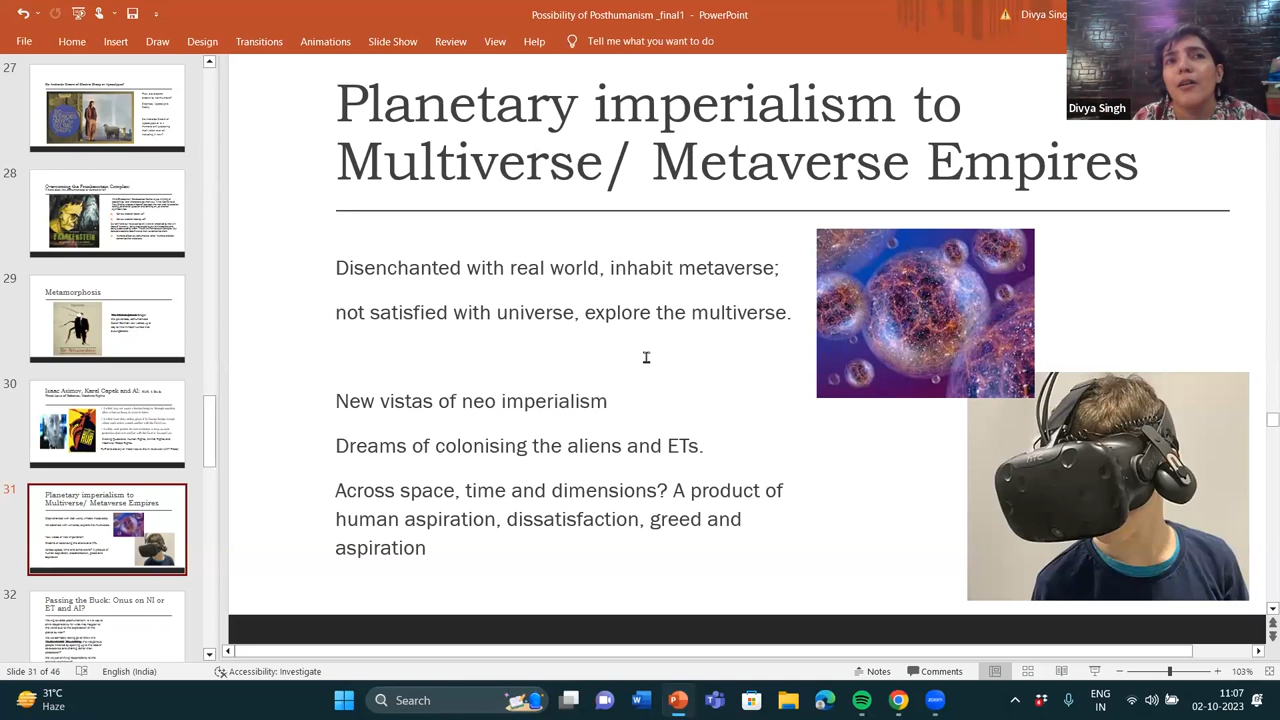 Possibility of Posthumanism _final1 - PowerPoint
Divya Sing
File Home Insert Draw Design Transitions Animations Slide Show Review View Help Tell me what you want to do
Divya Singh
27
28
Overcoming the Frankenstein Complex:
FRANKENSTEIN
29
Metamorphosis
30
Isaac Asimov, Karel Capek and AI:
31
Planetary imperialism to
Multiverse/ Metaverse Empires
32
Passing the Buck: Onus on NI or
ET and AI?
Planetary imperialism to
Multiverse/ Metaverse Empires
Disenchanted with real world, inhabit metaverse;
not satisfied with universe, explore the multiverse.
New vistas of neo imperialism
Dreams of colonising the aliens and ETs.
Across space, time and dimensions? A product of
human aspiration, dissatisfaction, greed and
aspiration
Slide 31 of 46 English (India) Accessibility: Investigate Notes Comments 103%
31°C
Haze
Search
ENG
IN
11:07
02-10-2023